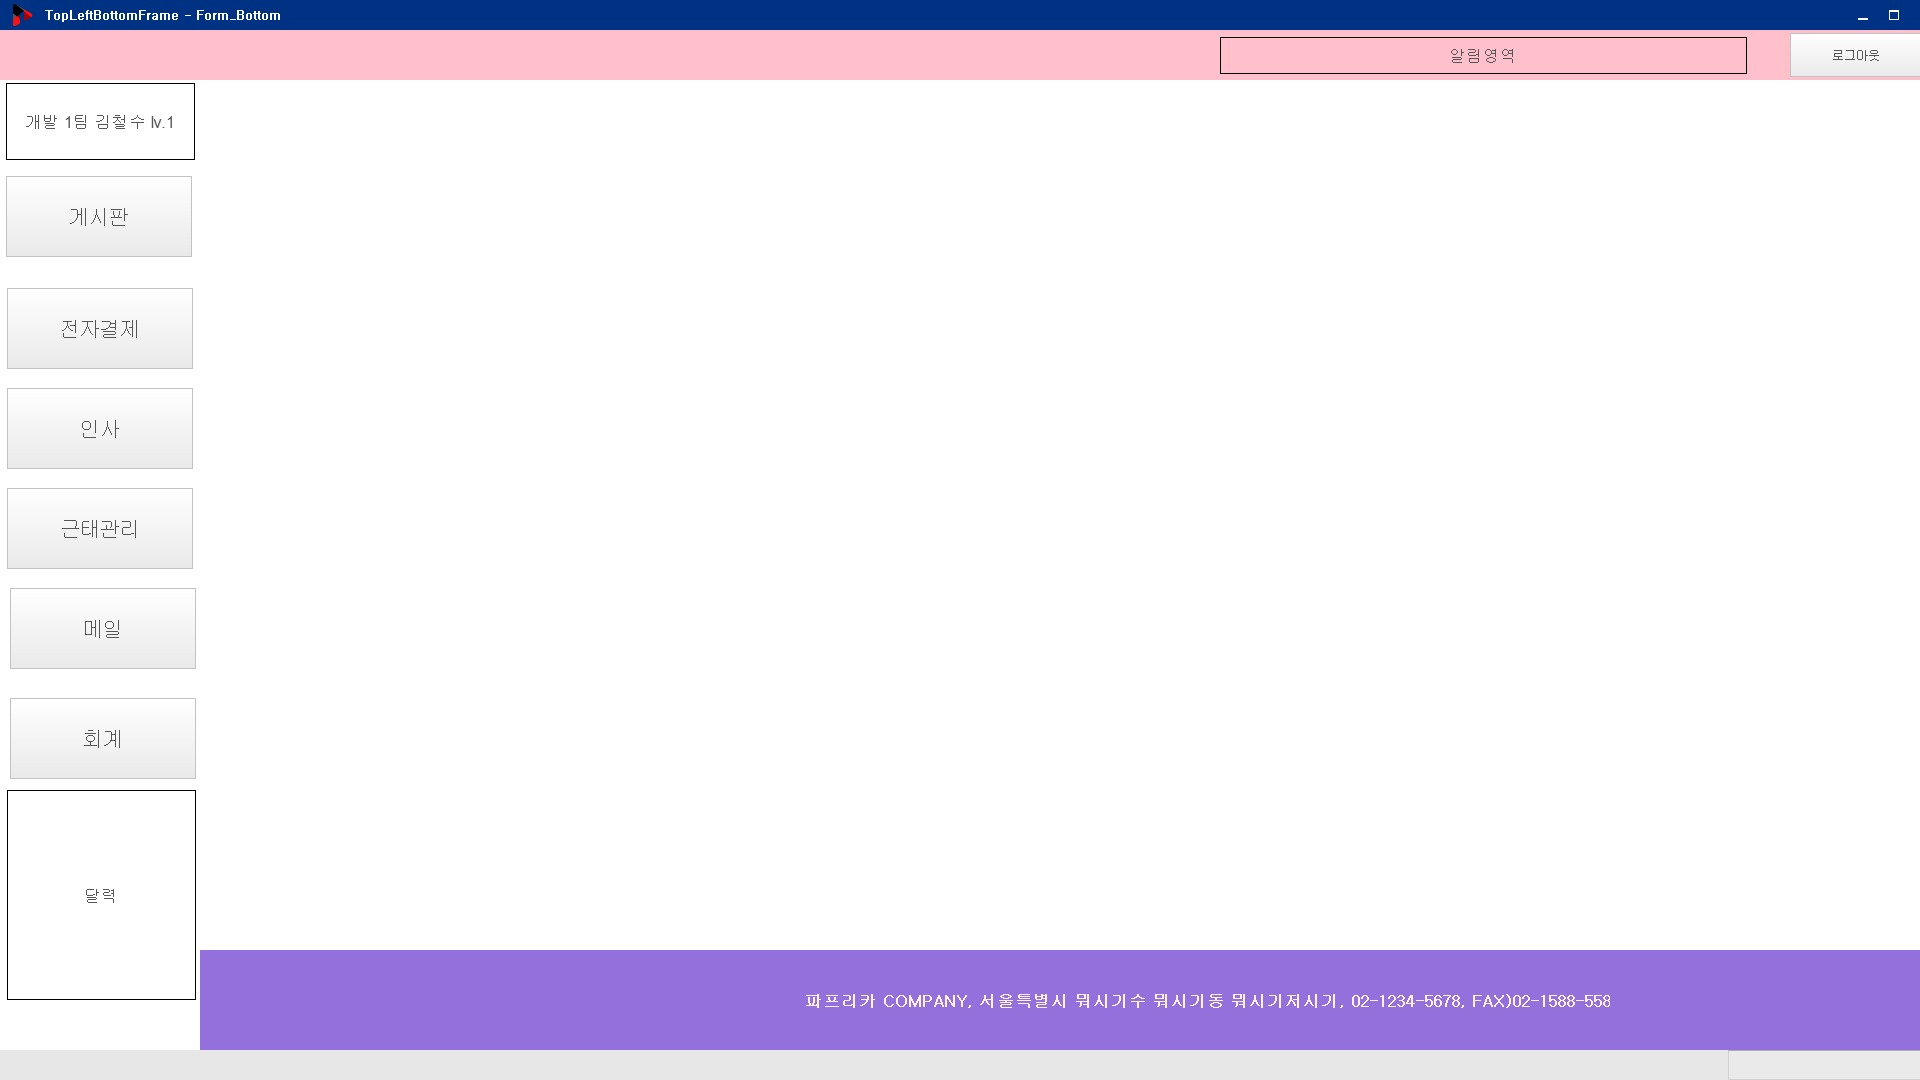 TopLeftBottomFrame - Form_Bottom
알림영역
로그아웃
개발 1팀 김철수 lv.1
게시판
전자결제
인사
근태관리
메일
회계
달력
파프리카 COMPANY, 서울특별시 뭐시기수 뭐시기동 뭐시기저시기, 02-1234-5678, FAX)02-1588-558